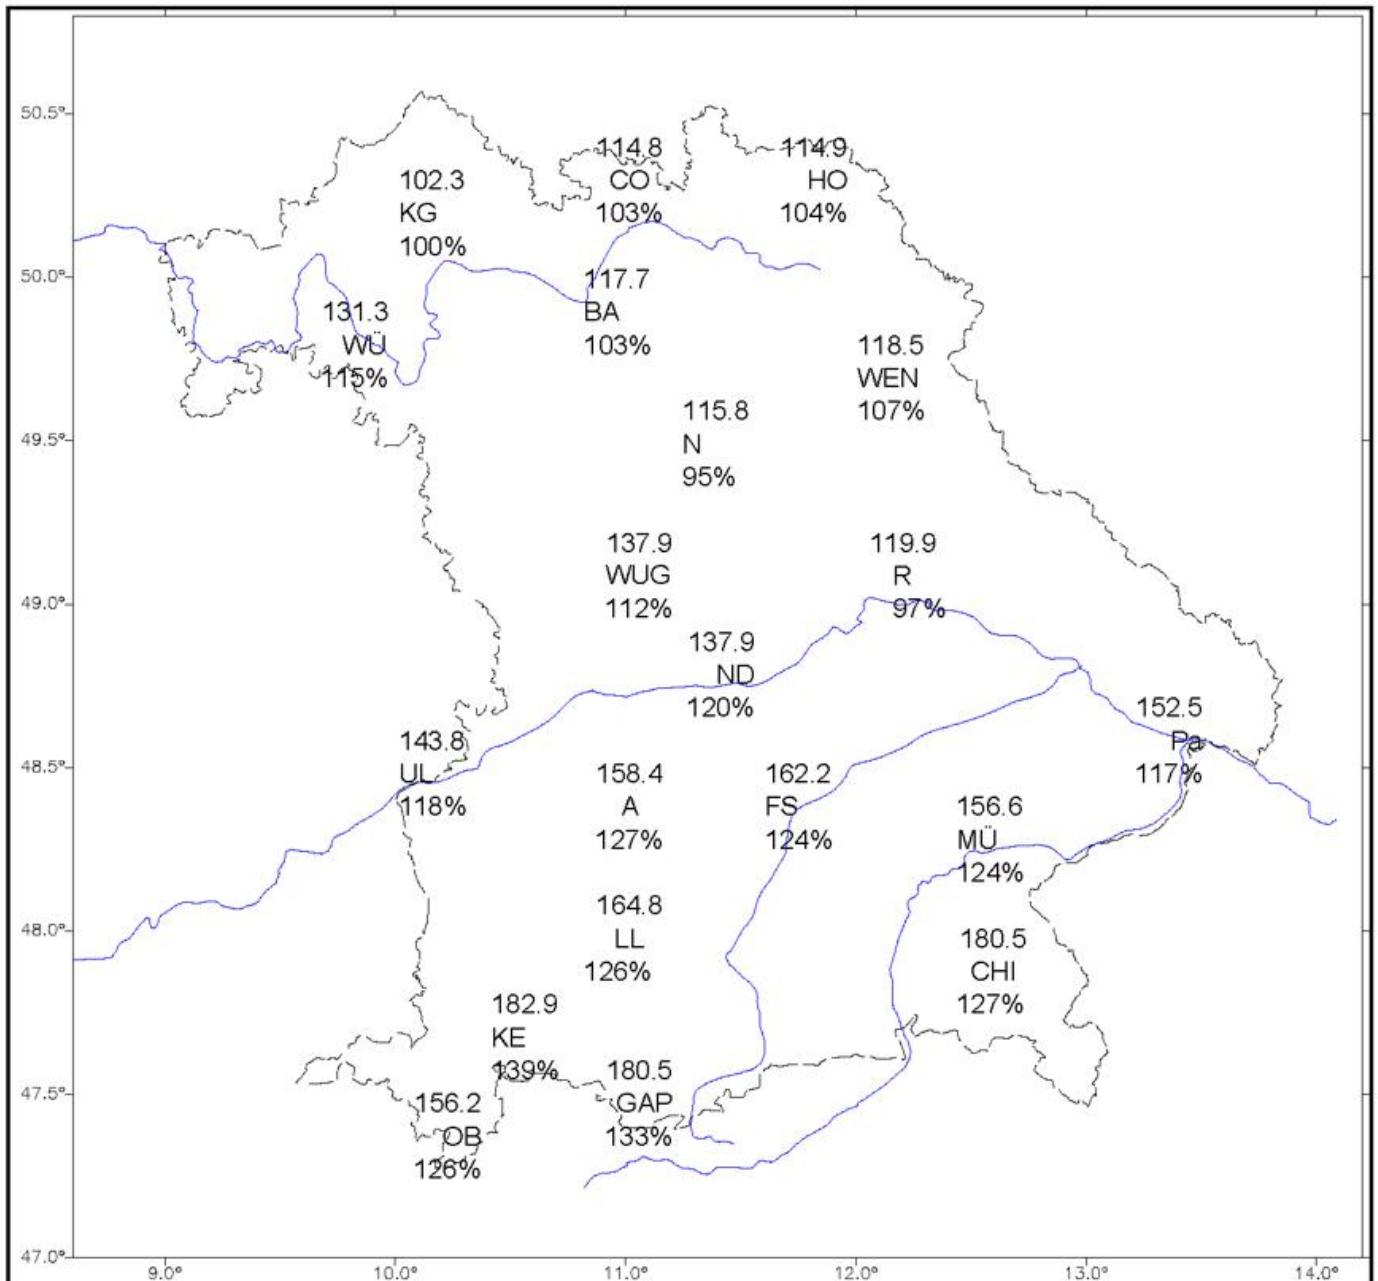 50.5°
114.8
CO
103%
114.9
HO
104%
102.3
KG
100%
50.0°
117.7
BA
103%
131.3
WÜ
115%
118.5
WEN
107%
49.5°
115.8
N
95%
137.9
WUG
112%
119.9
R
97%
49.0°
137.9
ND
120%
152.5
Pa
117%
143.8
UL
118%
48.5°
158.4
A
127%
162.2
FS
124%
156.6
MÜ
124%
164.8
LL
126%
48.0°
180.5
CHI
127%
182.9
KE
139%
180.5
GAP
133%
47.5°
156.2
OB
126%
47.0°
9.0°
10.0°
11.0°
12.0°
13.0°
14.0°